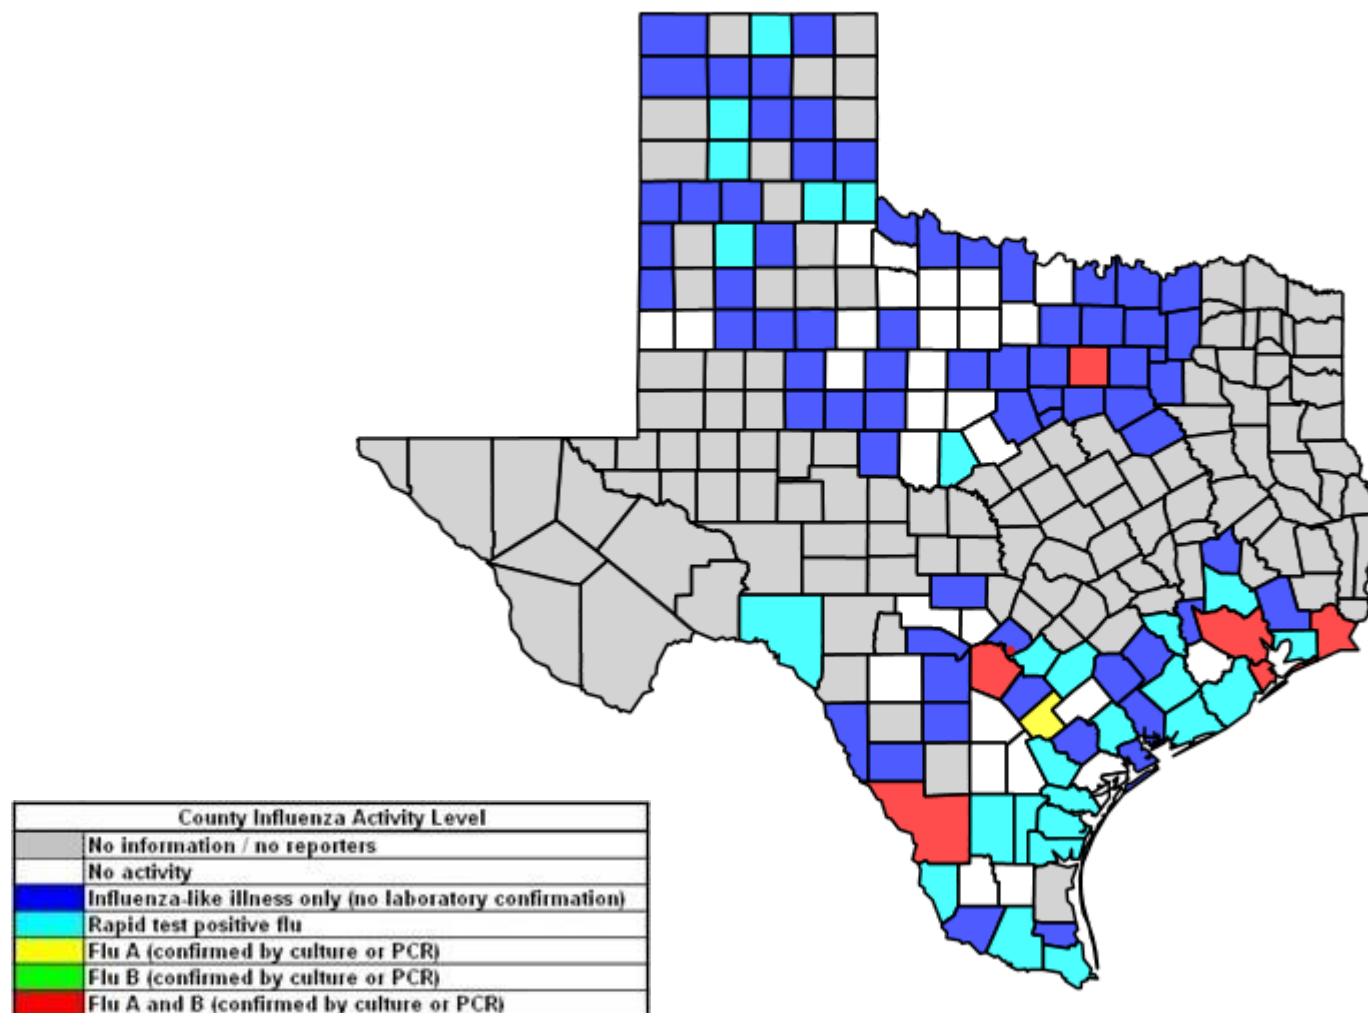 County Influenza Activity Level
No information / no reporters
No activity
Influenza-like illness only (no laboratory confirmation)
Rapid test positive flu
Flu A (confirmed by culture or PCR)
Flu B (confirmed by culture or PCR)
Flu A and B (confirmed by culture or PCR)